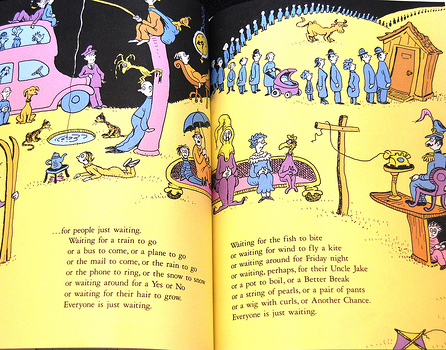 ...for people just waiting.
Waiting for a train to go
or a bus to come, or a plane to go
or the mail to come, or the rain to go
or the phone to ring, or the snow to snow
or waiting around for a Yes or No
or waiting for their hair to grow.
Everyone is just waiting.
Waiting for the fish to bite
or waiting for wind to fly a kite
or waiting around for Friday night
or waiting, perhaps, for their Uncle Jake
or a pot to boil, or a Better Break
or a string of pearls, or a pair of pants
or a wig with curls, or Another Chance.
Everyone is just waiting.